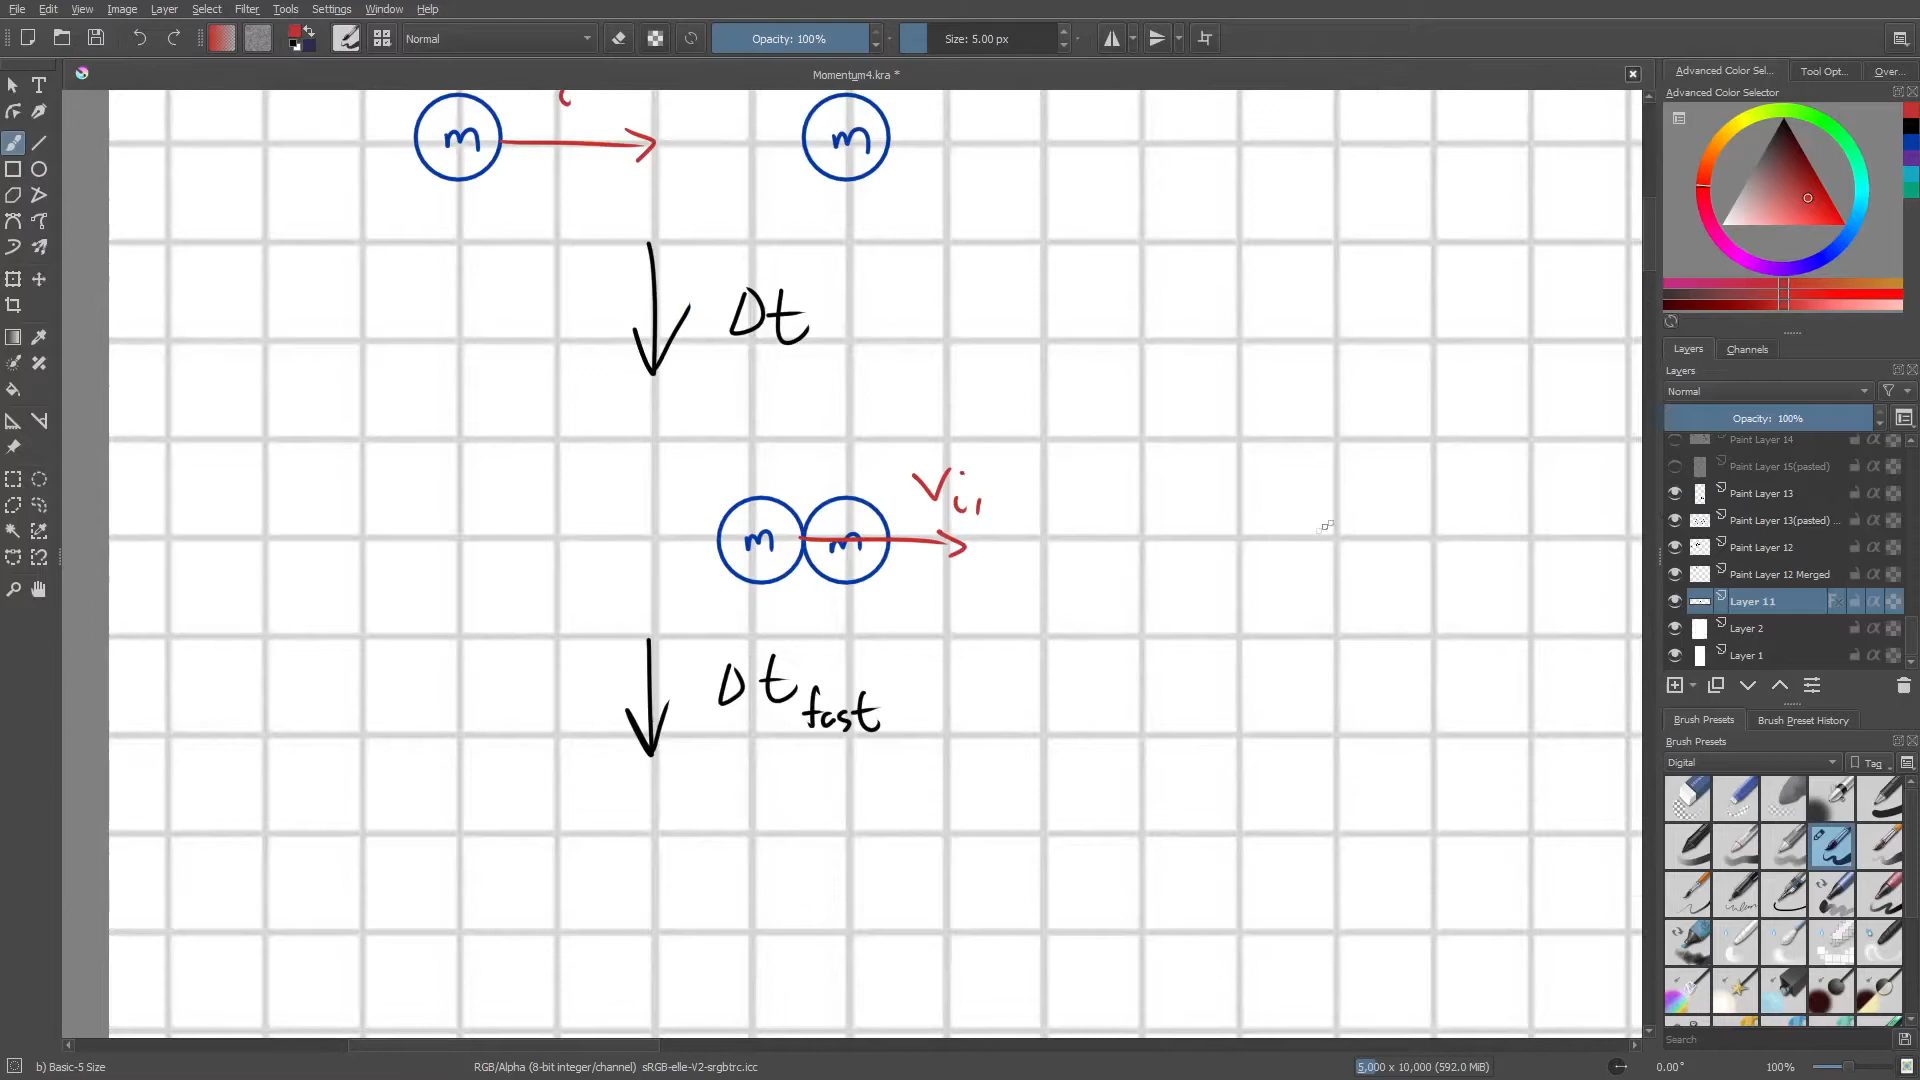 File Edit View Image Layer Select Filter Tools Settings Window Help
Normal
Opacity: 100%
Size: 5.00 px
Momentum4.kra *
Advanced Color Sel... Tool Opt... Over...
Advanced Color Selector
i
m
m
Δt
V i1
m
m
Δt fast
Layers Channels
Layers
Normal
Opacity: 100%
Paint Layer 14
Paint Layer 15(pasted)
Paint Layer 13
Paint Layer 13(pasted) ...
Paint Layer 12
Paint Layer 12 Merged
Layer 11
Layer 2
Layer 1
Brush Presets Brush Preset History
Brush Presets
Digital
Tag
Search
b) Basic-5 Size
RGB/Alpha (8-bit integer/channel) sRGB-elle-V2-srgbtrc.icc
5,000 x 10,000 (592.0 MiB)
0.00°
100%